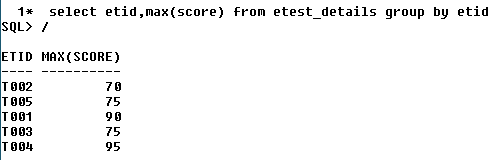 1* select etid,max(score) from etest_details group by etid
SQL> /
ETID MAX(SCORE)
---- ----------
T002 70
T005 75
T001 90
T003 75
T004 95